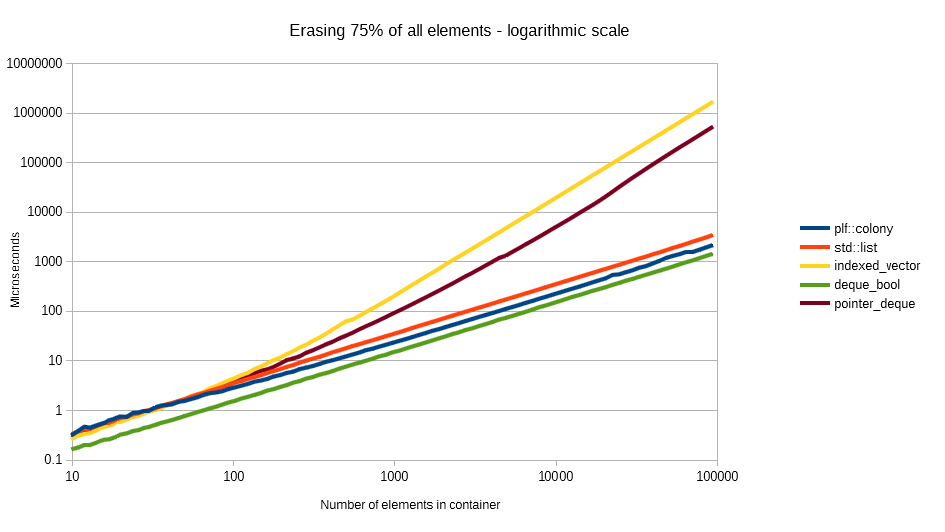 Erasing 75% of all elements - logarithmic scale
10000000
1000000
100000
10000
1000
100
10
1
0.1
Microseconds
10
100
1000
10000
100000
Number of elements in container
plf::colony
std::list
indexed_vector
deque_bool
pointer_deque